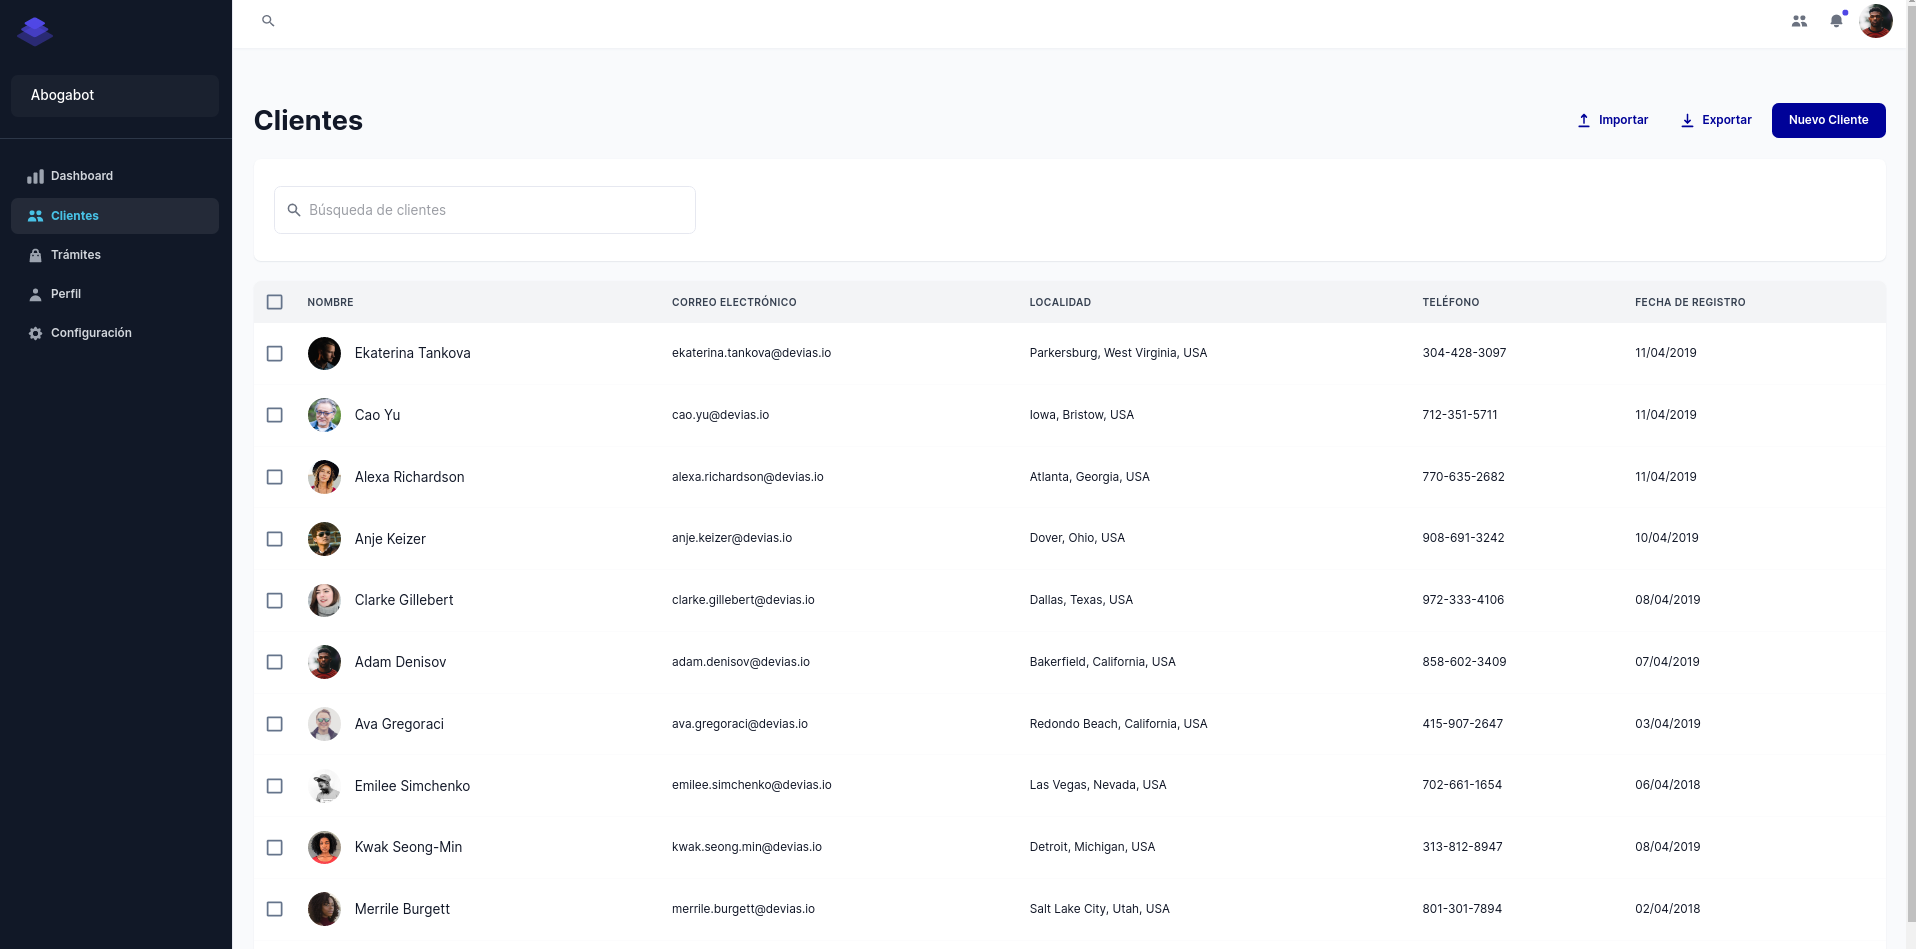 Abogabot
Dashboard
Clientes
Trámites
Perfil
Configuración
Clientes
Importar
Exportar
Nuevo Cliente
Búsqueda de clientes
NOMBRE CORREO ELECTRÓNICO LOCALIDAD TELÉFONO FECHA DE REGISTRO
Ekaterina Tankova ekaterina.tankova@devias.io Parkersburg, West Virginia, USA 304-428-3097 11/04/2019
Cao Yu cao.yu@devias.io Iowa, Bristow, USA 712-351-5711 11/04/2019
Alexa Richardson alexa.richardson@devias.io Atlanta, Georgia, USA 770-635-2682 11/04/2019
Anje Keizer anje.keizer@devias.io Dover, Ohio, USA 908-691-3242 10/04/2019
Clarke Gillebert clarke.gillebert@devias.io Dallas, Texas, USA 972-333-4106 08/04/2019
Adam Denisov adam.denisov@devias.io Bakerfield, California, USA 858-602-3409 07/04/2019
Ava Gregoraci ava.gregoraci@devias.io Redondo Beach, California, USA 415-907-2647 03/04/2019
Emilee Simchenko emilee.simchenko@devias.io Las Vegas, Nevada, USA 702-661-1654 06/04/2018
Kwak Seong-Min kwak.seong.min@devias.io Detroit, Michigan, USA 313-812-8947 08/04/2019
Merrile Burgett merrile.burgett@devias.io Salt Lake City, Utah, USA 801-301-7894 02/04/2018